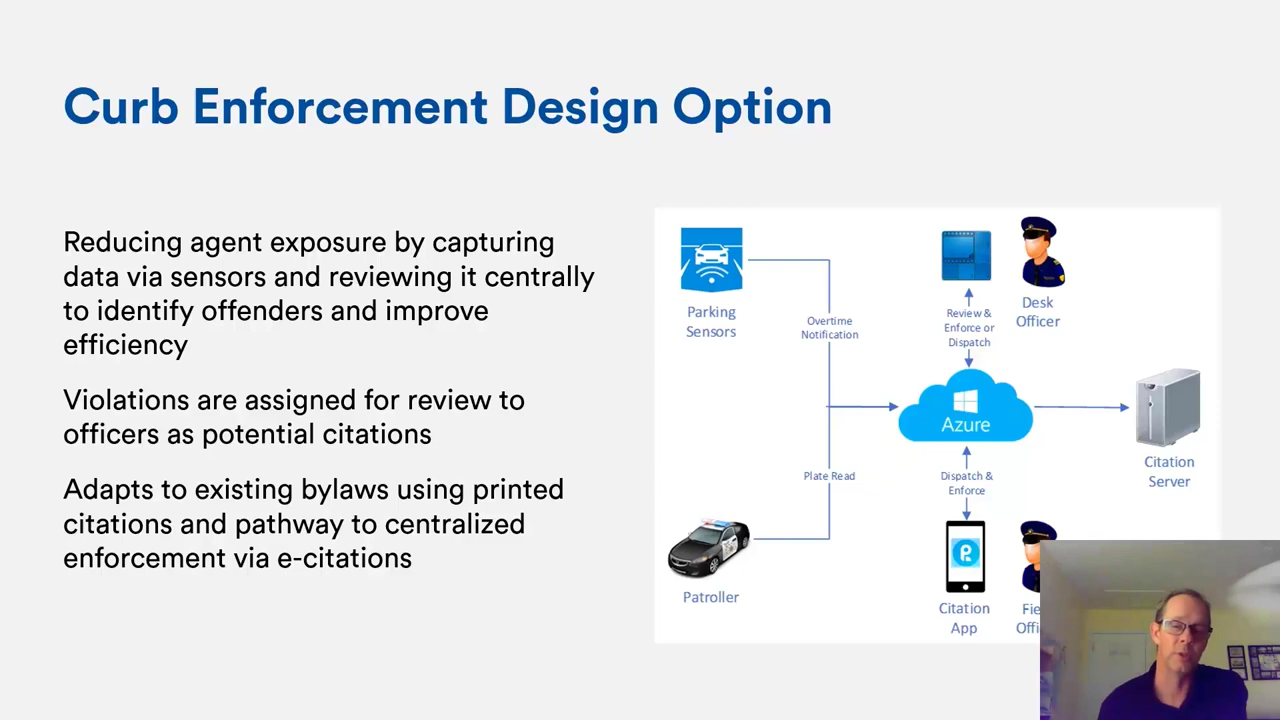 Curb Enforcement Design Option
Reducing agent exposure by capturing
data via sensors and reviewing it centrally
to identify offenders and improve
efficiency
Violations are assigned for review to
officers as potential citations
Adapts to existing bylaws using printed
citations and pathway to centralized
enforcement via e-citations
Parking
Sensors
Overtime
Notification
Review &
Enforce or
Dispatch
Desk
Officer
Azure
Citation
Server
Plate Read
Dispatch &
Enforce
Patroller
Citation
App